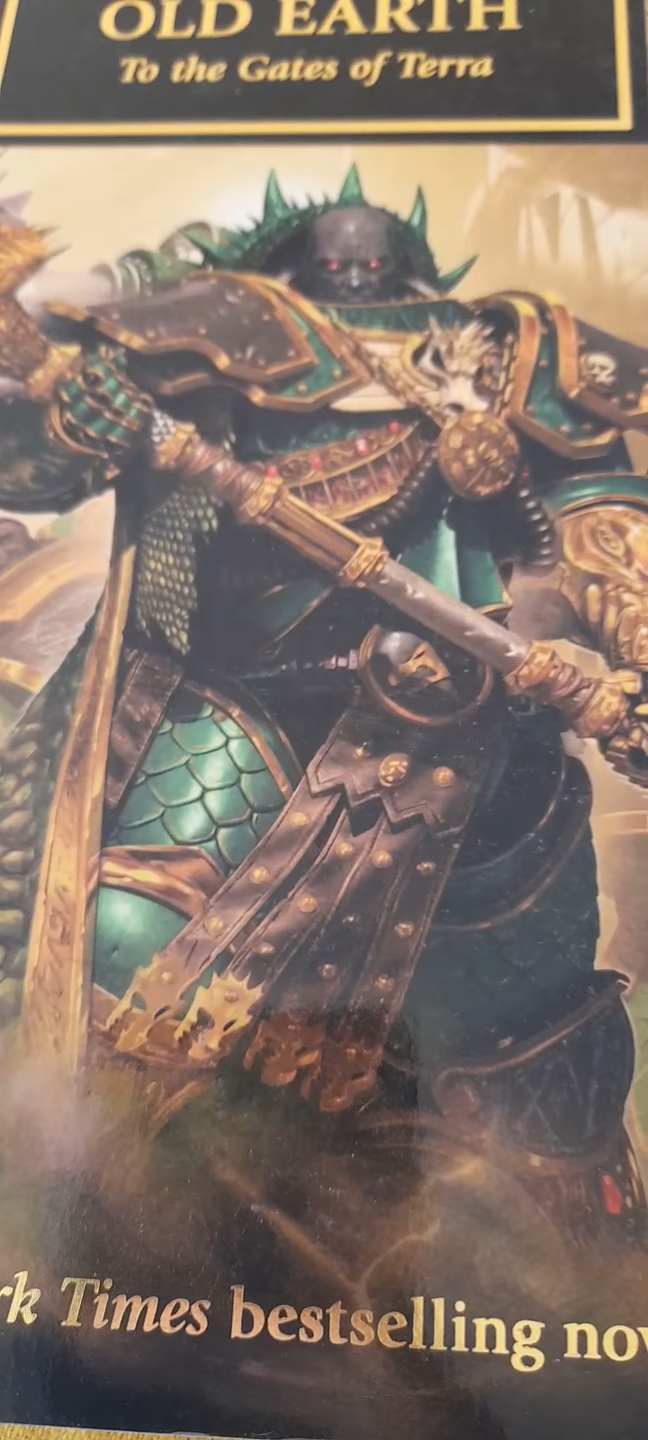 OLD EARTH
To the Gates of Terra
rk Times bestselling nov